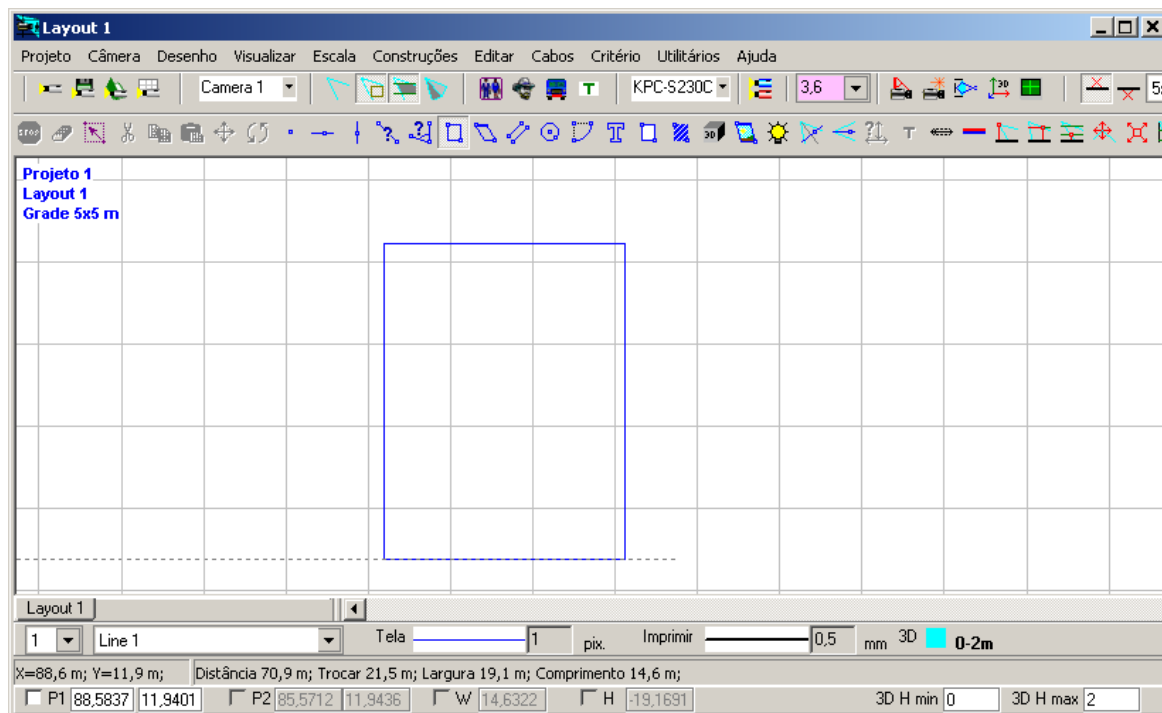 Layout 1
Projeto Câmera Desenho Visualizar Escala Construções Editar Cabos Critério Utilitários Ajuda
Camera 1 T KPC-S230C 3,6 3D
STOP T 3D T
Projeto 1
Layout 1
Grade 5x5 m
Layout 1
1 Line 1 Tela 1 pix. Imprimir 0,5 mm 3D 0-2m
X=88,6 m; Y=11,9 m; Distância 70,9 m; Trocar 21,5 m; Largura 19,1 m; Comprimento 14,6 m;
P1 88,5837 11,9401 P2 85,5712 11,9436 W 14,6322 H -19,1691 3D H min 0 3D H max 2